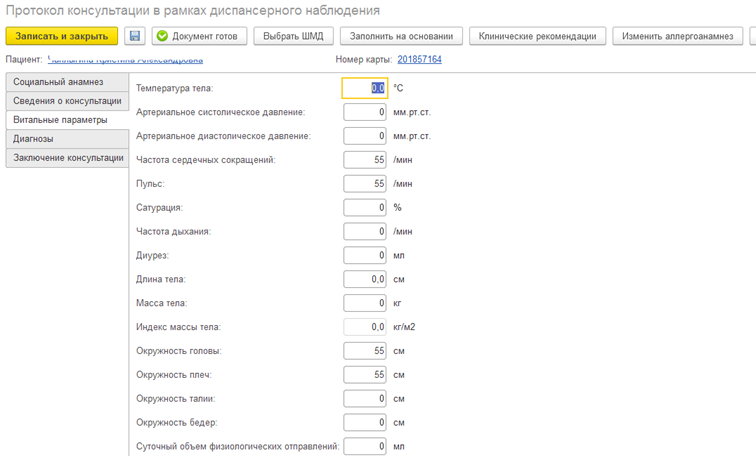 Протокол консультации в рамках диспансерного наблюдения
Записать и закрыть Документ готов Выбрать ШМД Заполнить на основании Клинические рекомендации Изменить аллергоанамнез
Пациент: Номер карты: 201857164
Социальный анамнез
Сведения о консультации
Витальные параметры
Диагнозы
Заключение консультации
Температура тела: 0,0 °C
Артериальное систолическое давление: 0 мм.рт.ст.
Артериальное диастолическое давление: 0 мм.рт.ст.
Частота сердечных сокращений: 55 /мин
Пульс: 55 /мин
Сатурация: 0 %
Частота дыхания: 0 /мин
Диурез: 0 мл
Длина тела: 0,0 см
Масса тела: 0 кг
Индекс массы тела: 0,0 кг/м2
Окружность головы: 55 см
Окружность плеч: 55 см
Окружность талии: 0 см
Окружность бедер: 0 см
Суточный объем физиологических отправлений: 0 мл